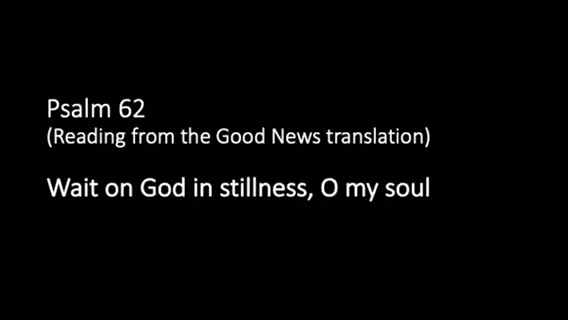 Psalm 62
(Reading from the Good News translation)
Wait on God in stillness, O my soul